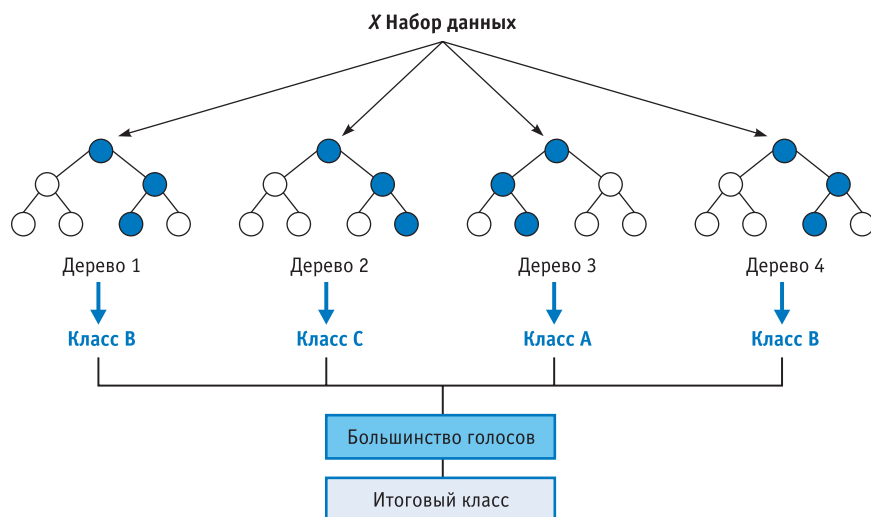 X Набор данных
Дерево 1
Дерево 2
Дерево 3
Дерево 4
Класс B
Класс C
Класс A
Класс B
Большинство голосов
Итоговый класс